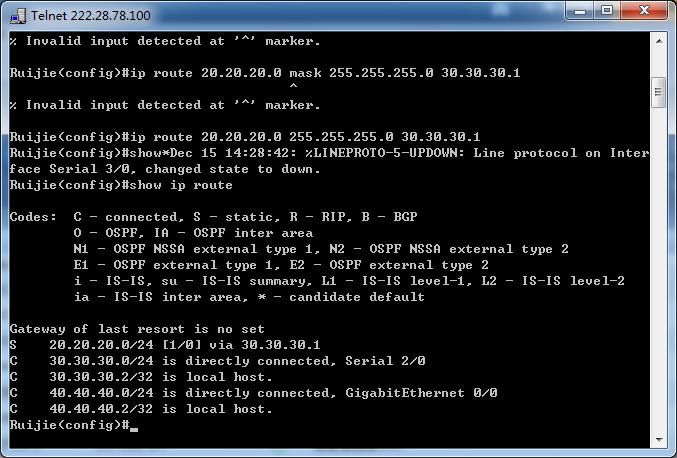 Telnet 222.28.78.100
% Invalid input detected at '^' marker.
Ruijie(config)#ip route 20.20.20.0 mask 255.255.255.0 30.30.30.1
^
% Invalid input detected at '^' marker.
Ruijie(config)#ip route 20.20.20.0 255.255.255.0 30.30.30.1
Ruijie(config)#show*Dec 15 14:28:42: %LINEPROTO-5-UPDOWN: Line protocol on Inter
face Serial 3/0, changed state to down.
Ruijie(config)#show ip route
Codes:  C - connected, S - static, R - RIP, B - BGP
O - OSPF, IA - OSPF inter area
N1 - OSPF NSSA external type 1, N2 - OSPF NSSA external type 2
E1 - OSPF external type 1, E2 - OSPF external type 2
i - IS-IS, su - IS-IS summary, L1 - IS-IS level-1, L2 - IS-IS level-2
ia - IS-IS inter area, * - candidate default
Gateway of last resort is no set
S    20.20.20.0/24 [1/0] via 30.30.30.1
C    30.30.30.0/24 is directly connected, Serial 2/0
C    30.30.30.2/32 is local host.
C    40.40.40.0/24 is directly connected, GigabitEthernet 0/0
C    40.40.40.2/32 is local host.
Ruijie(config)#_